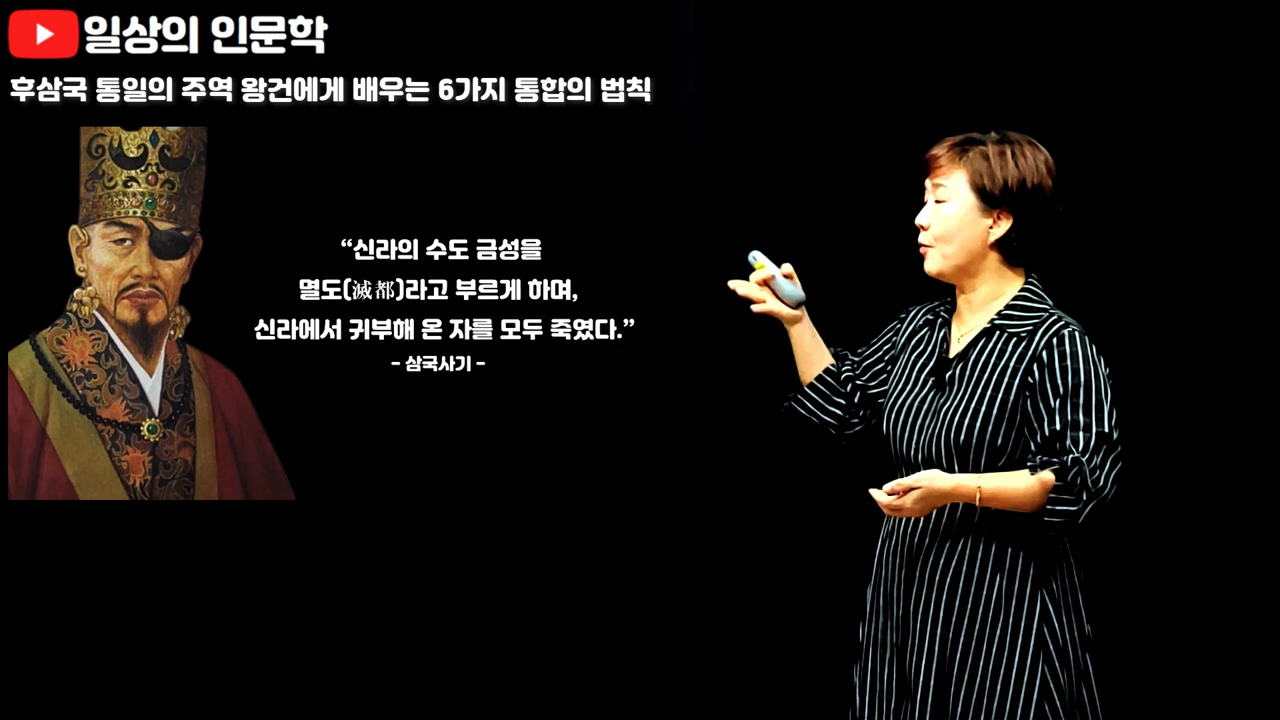 일상의 인문학
후삼국 통일의 주역 왕건에게 배우는 6가지 통합의 법칙
“신라의 수도 금성을
멸도(滅都)라고 부르게 하며,
신라에서 귀부해 온 자를 모두 죽였다.”
- 삼국사기 -